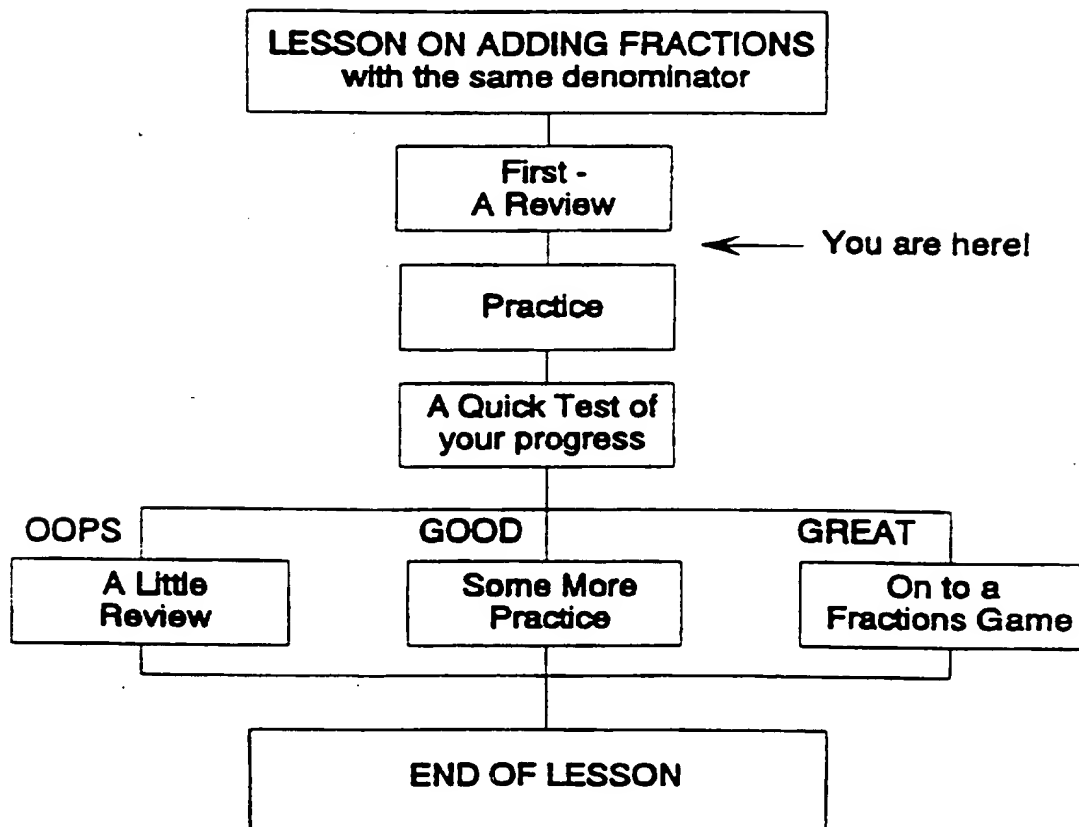 LESSON ON ADDING FRACTIONS
with the same denominator
First -
A Review
You are here!
Practice
A Quick Test of
your progress
OOPS
GOOD
GREAT
A Little
Review
Some More
Practice
On to a
Fractions Game
END OF LESSON